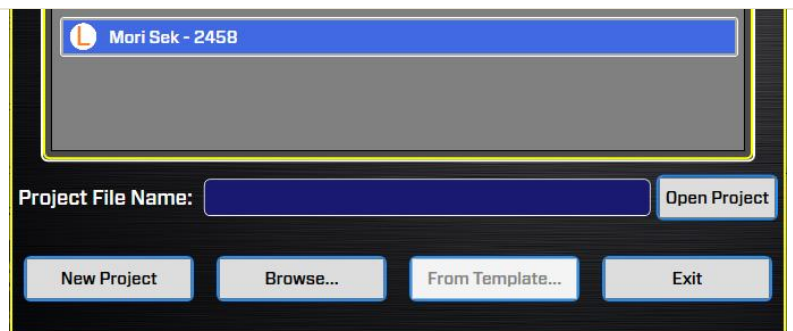 L Mori Sek - 2458
Project File Name:
Open Project
New Project
Browse...
From Template...
Exit